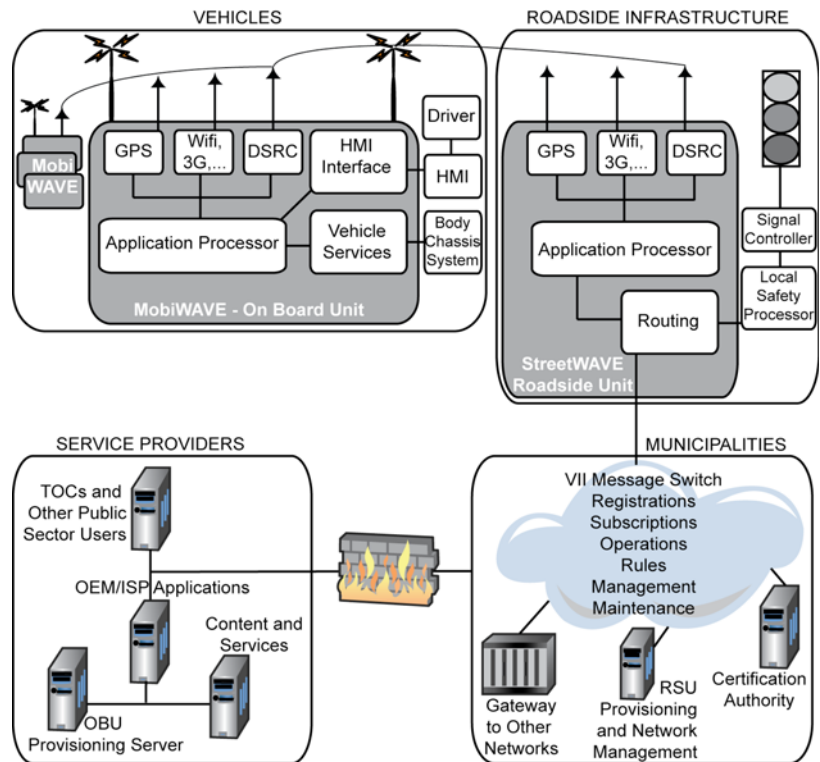 VEHICLES
Mobi
WAVE
GPS
Wifi,
3G,...
DSRC
HMI
Interface
Driver
HMI
Application Processor
Vehicle
Services
Body
Chassis
System
MobiWAVE - On Board Unit
ROADSIDE INFRASTRUCTURE
GPS
Wifi,
3G,...
DSRC
Application Processor
Routing
Signal
Controller
Local
Safety
Processor
StreetWAVE
Roadside Unit
SERVICE PROVIDERS
TOCs and
Other Public
Sector Users
OEM/ISP Applications
Content and
Services
OBU
Provisioning Server
MUNICIPALITIES
VII Message Switch
Registrations
Subscriptions
Operations
Rules
Management
Maintenance
Gateway
to Other
Networks
RSU
Provisioning
and Network
Management
Certification
Authority